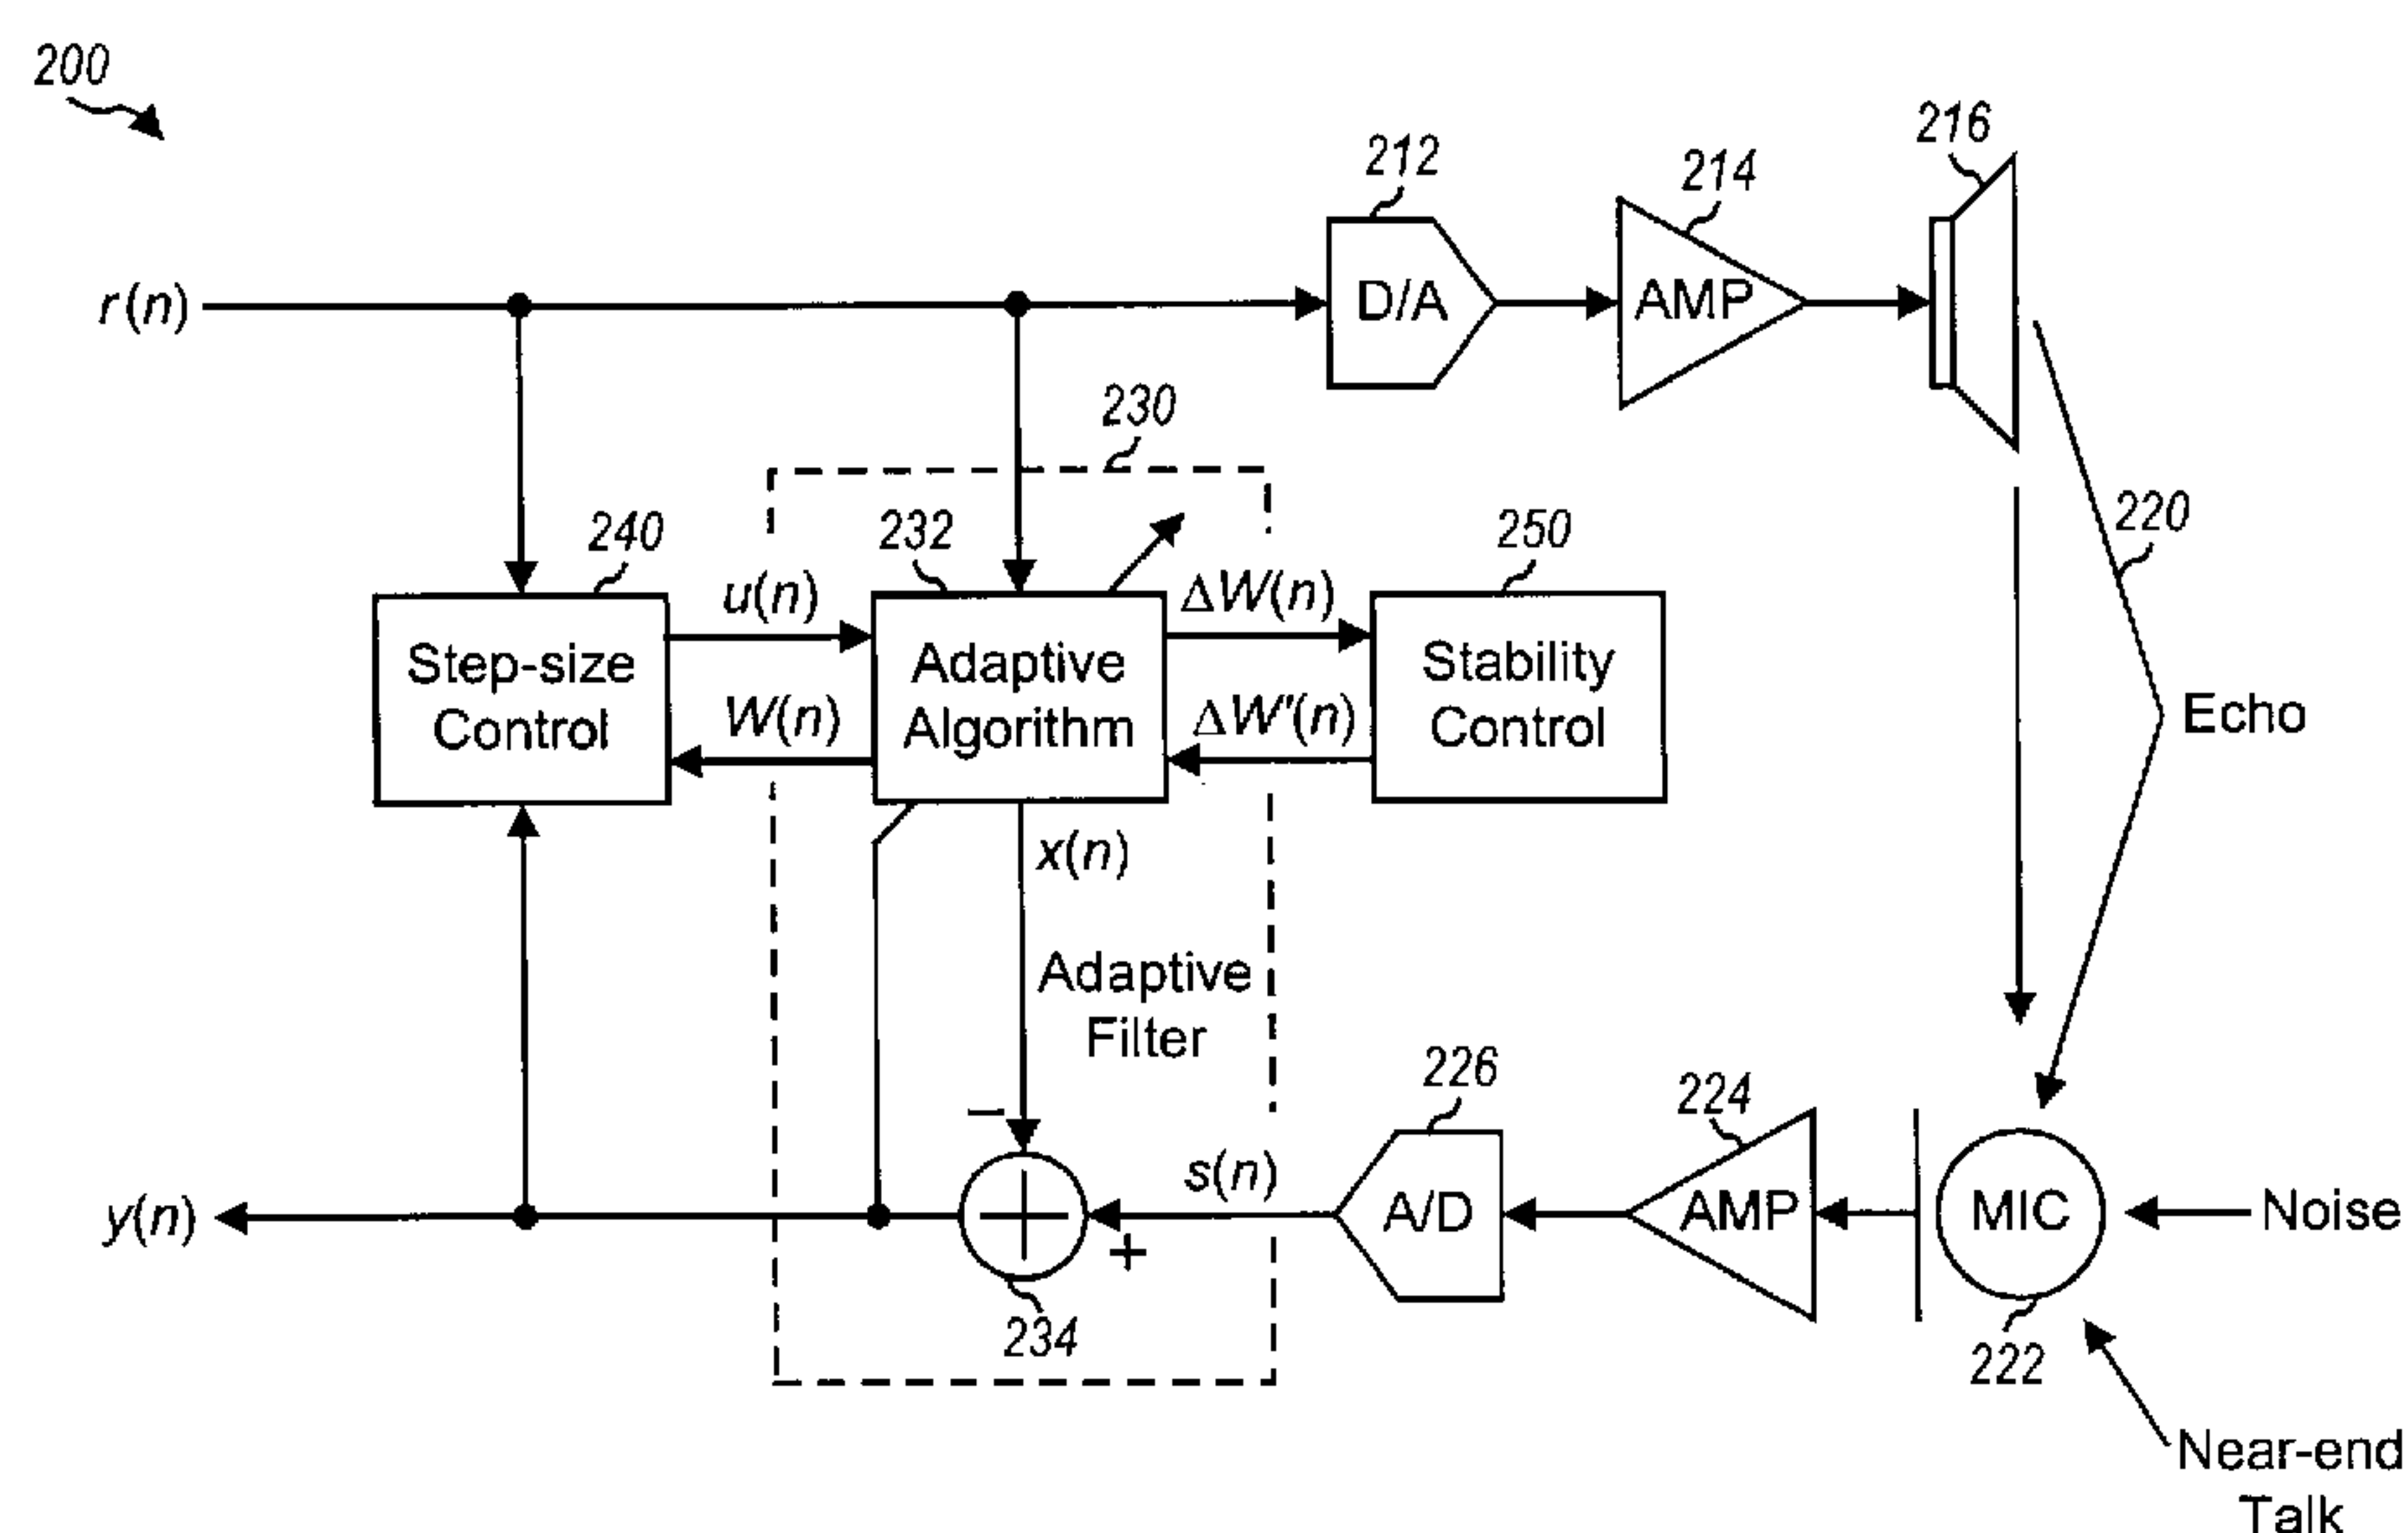 200
216
212
214
r(n)
D/A
AMP
230
220
240
232
250
u(n)
ΔW(n)
Step-size
Control
Adaptive
Algorithm
Stability
Control
W(n)
ΔW'(n)
Echo
x(n)
Adaptive
Filter
226
224
–
s(n)
y(n)
+
A/D
AMP
MIC
Noise
+
234
222
Near-end
Talk